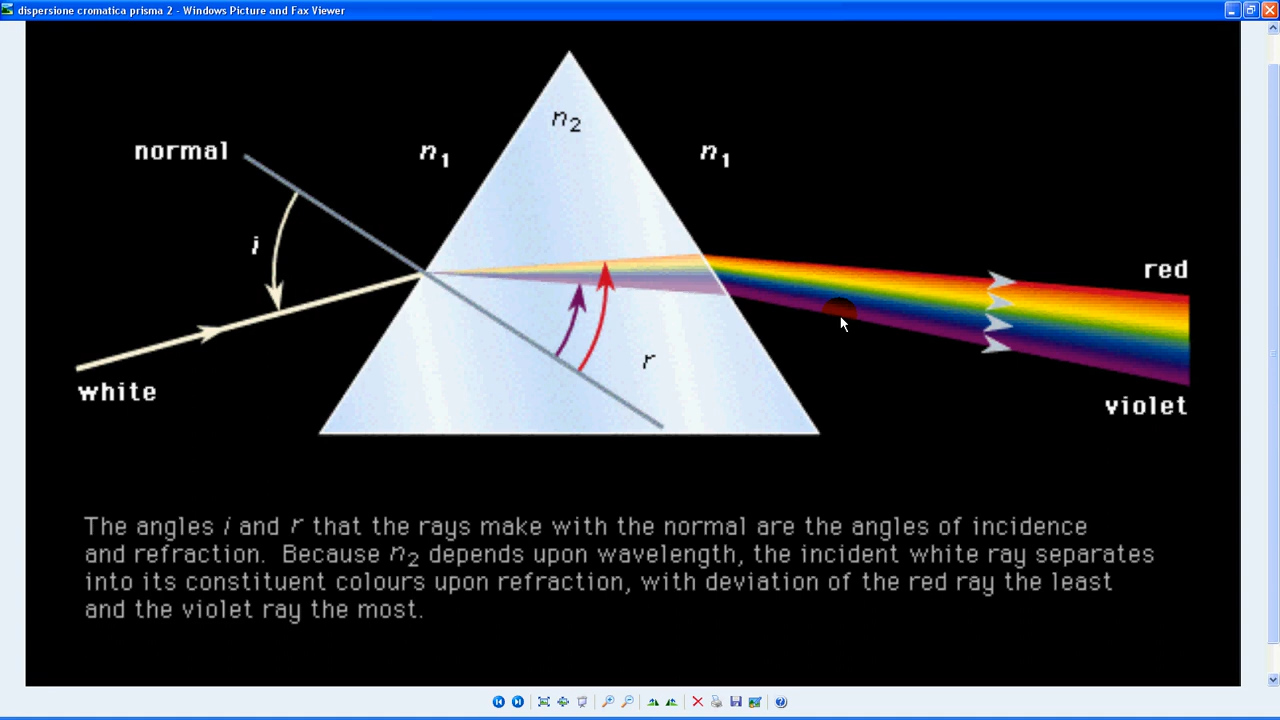 dispersione cromatica prisma 2 - Windows Picture and Fax Viewer
n2
normal
n1
n1
i
red
r
white
violet
The angles i and r that the rays make with the normal are the angles of incidence
and refraction. Because n2 depends upon wavelength, the incident white ray separates
into its constituent colours upon refraction, with deviation of the red ray the least
and the violet ray the most.